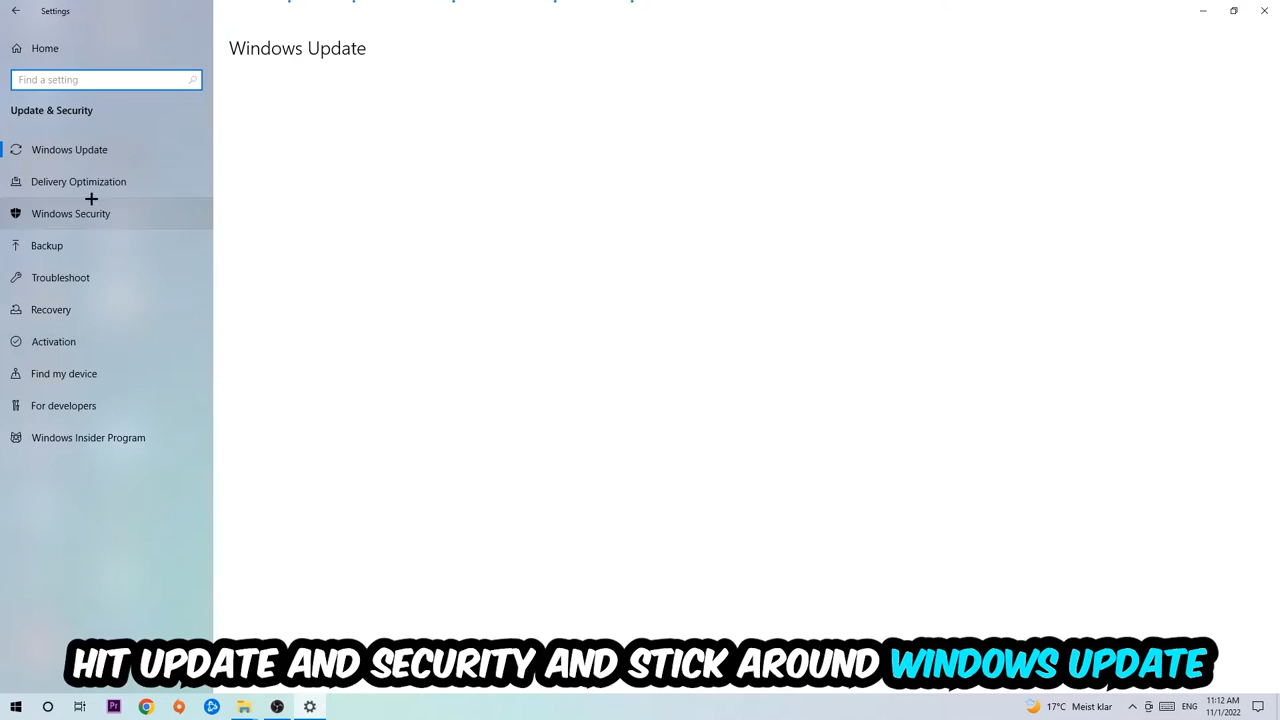 Settings
Home
Find a setting
Update & Security
Windows Update
Delivery Optimization
Windows Security
Backup
Troubleshoot
Recovery
Activation
Find my device
For developers
Windows Insider Program
Windows Update
HIT UPDATE AND SECURITY AND STICK AROUND WINDOWS UPDATE
Pr
17°C Meist klar
ENG
11:12 AM
11/1/2022